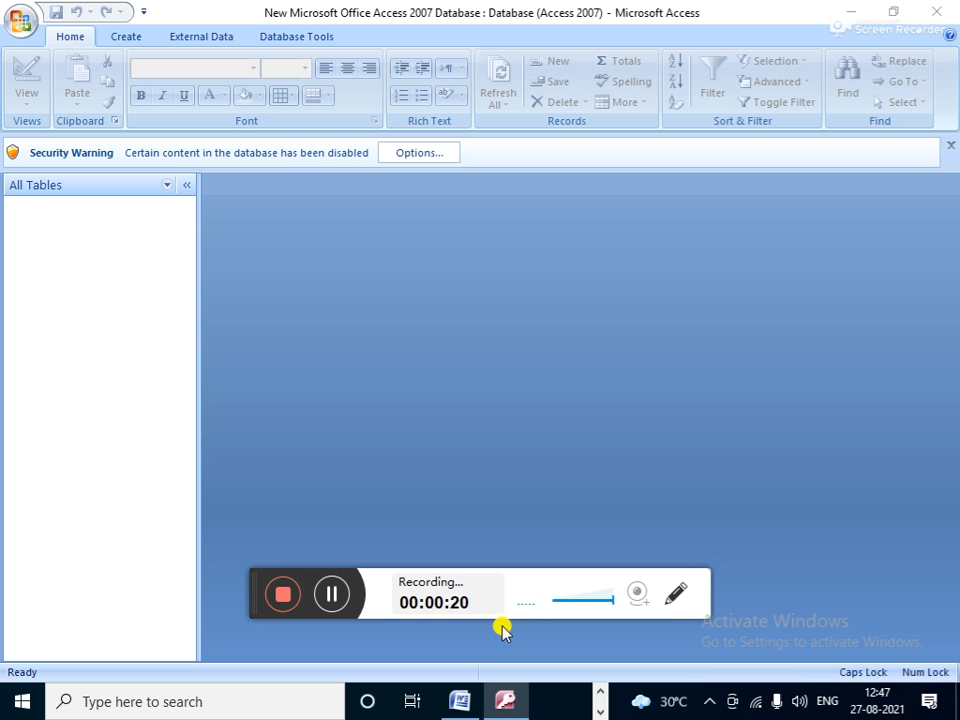 New Microsoft Office Access 2007 Database : Database (Access 2007) - Microsoft Access
Screen Recorder
Home Create External Data Database Tools
View
Views
Paste
Clipboard
B I U A
Font
ab
Rich Text
Refresh All
New
Save
Delete
Σ Totals
Spelling
More
Records
Filter
Selection
Advanced
Toggle Filter
Sort & Filter
Find
Replace
Go To
Select
Find
Security Warning Certain content in the database has been disabled Options...
All Tables
Recording...
00:00:20
Activate Windows
Go to Settings to activate Windows.
Ready Caps Lock Num Lock
Type here to search 30°C ENG 12:47
27-08-2021